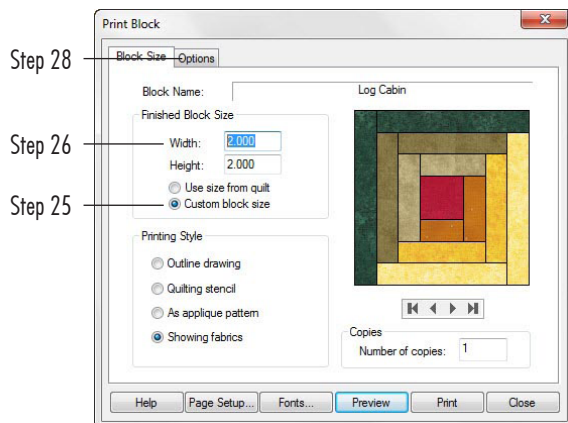 Print Block
Step 28
Block Size Options
Block Name: Log Cabin
Finished Block Size
Step 26
Width: 2.000
Height: 2.000
Use size from quilt
Step 25
Custom block size
Printing Style
Outline drawing
Quilting stencil
As applique pattern
Showing fabrics
Copies
Number of copies: 1
Help Page Setup... Fonts... Preview Print Close